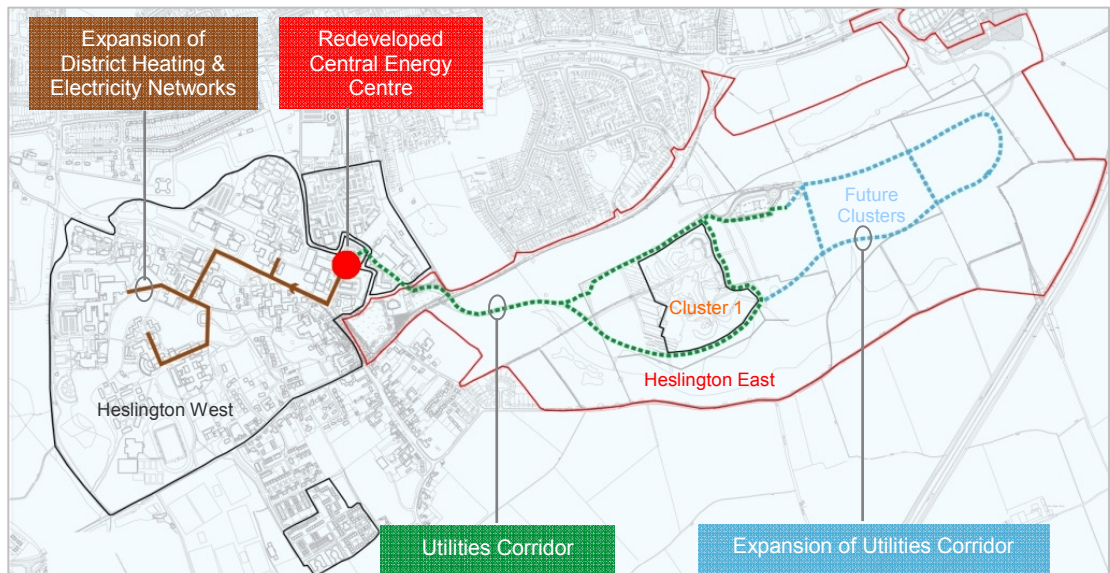 Expansion of
District Heating &
Electricity Networks
Redeveloped
Central Energy
Centre
Future
Clusters
Cluster 1
Heslington East
Heslington West
Utilities Corridor
Expansion of Utilities Corridor